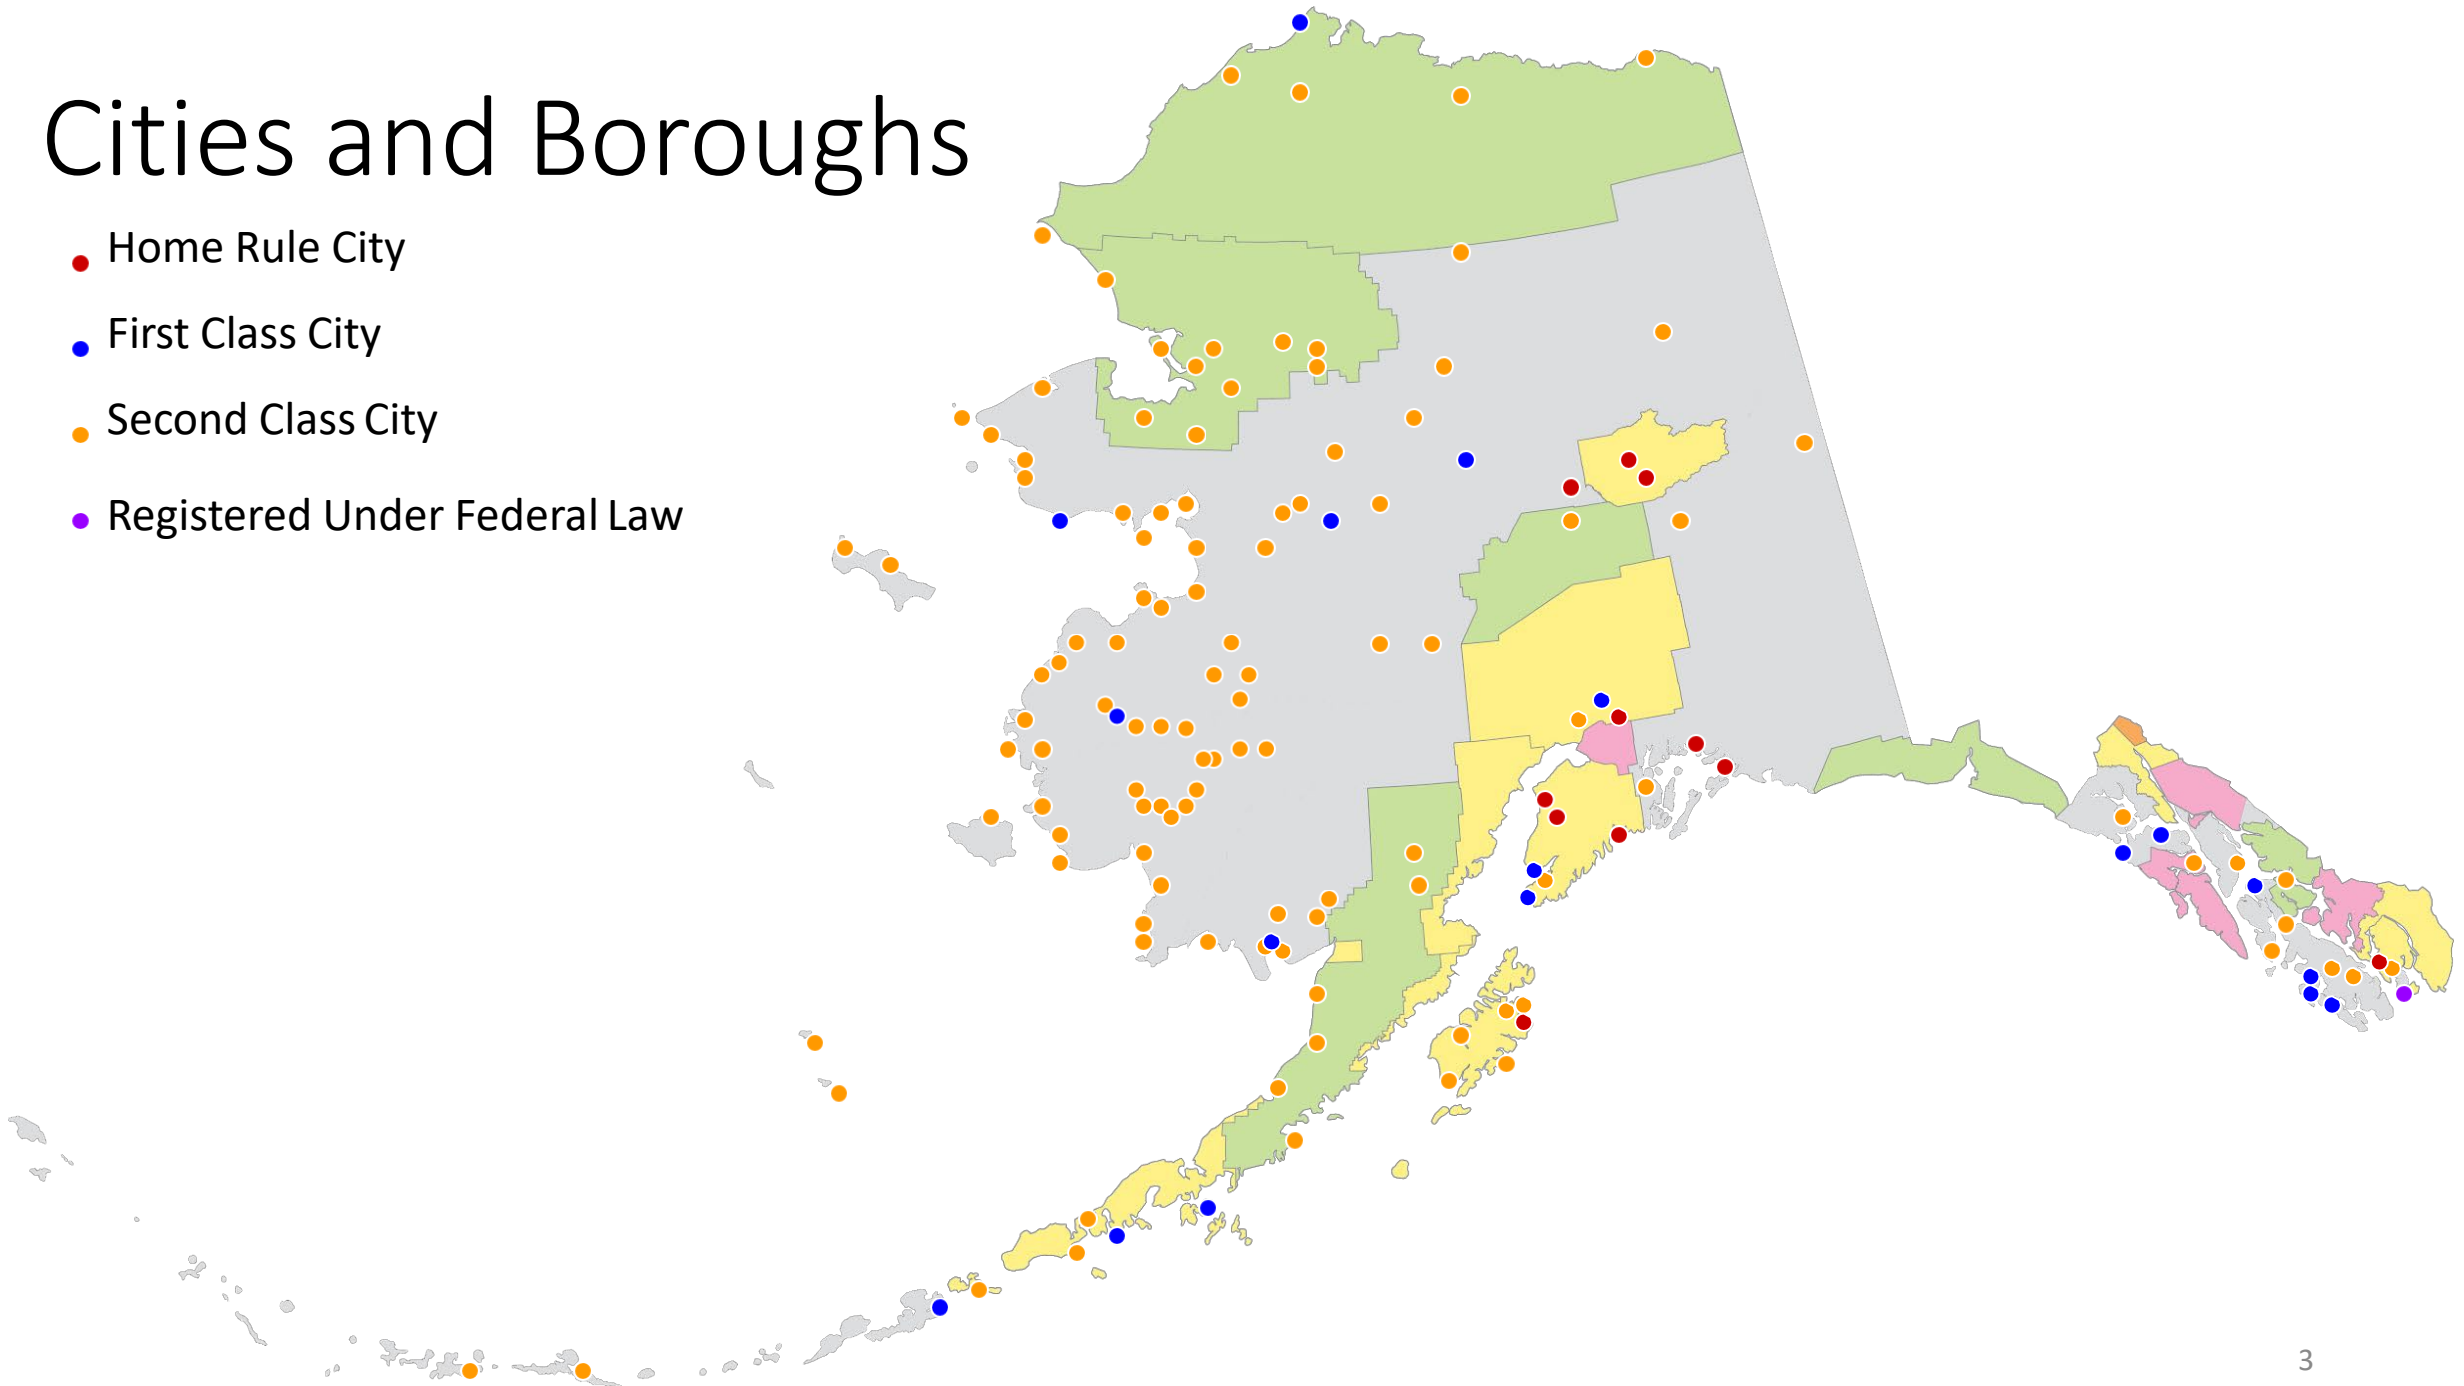 Cities and Boroughs
Home Rule City
First Class City
Second Class City
Registered Under Federal Law
3